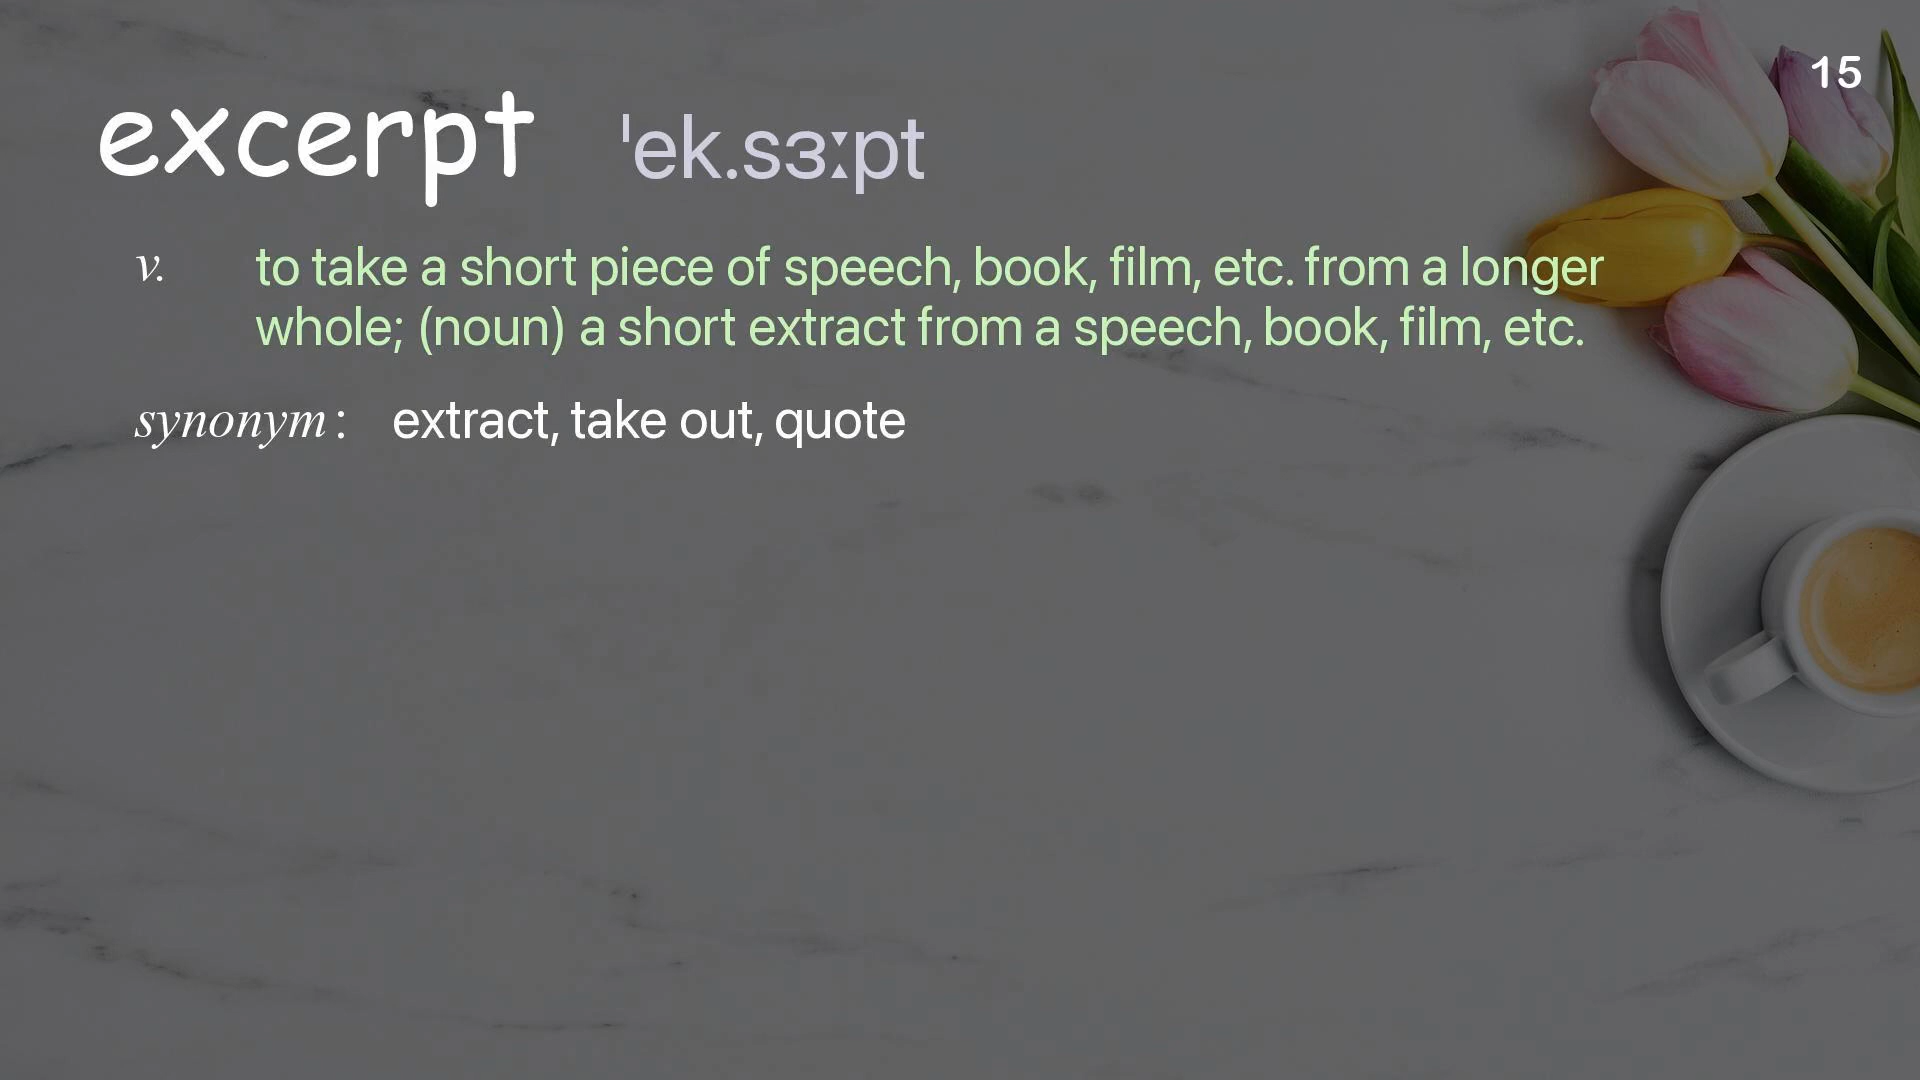 15
excerpt ˈek.sɜːpt
v. to take a short piece of speech, book, film, etc. from a longer
whole; (noun) a short extract from a speech, book, film, etc.
synonym : extract, take out, quote